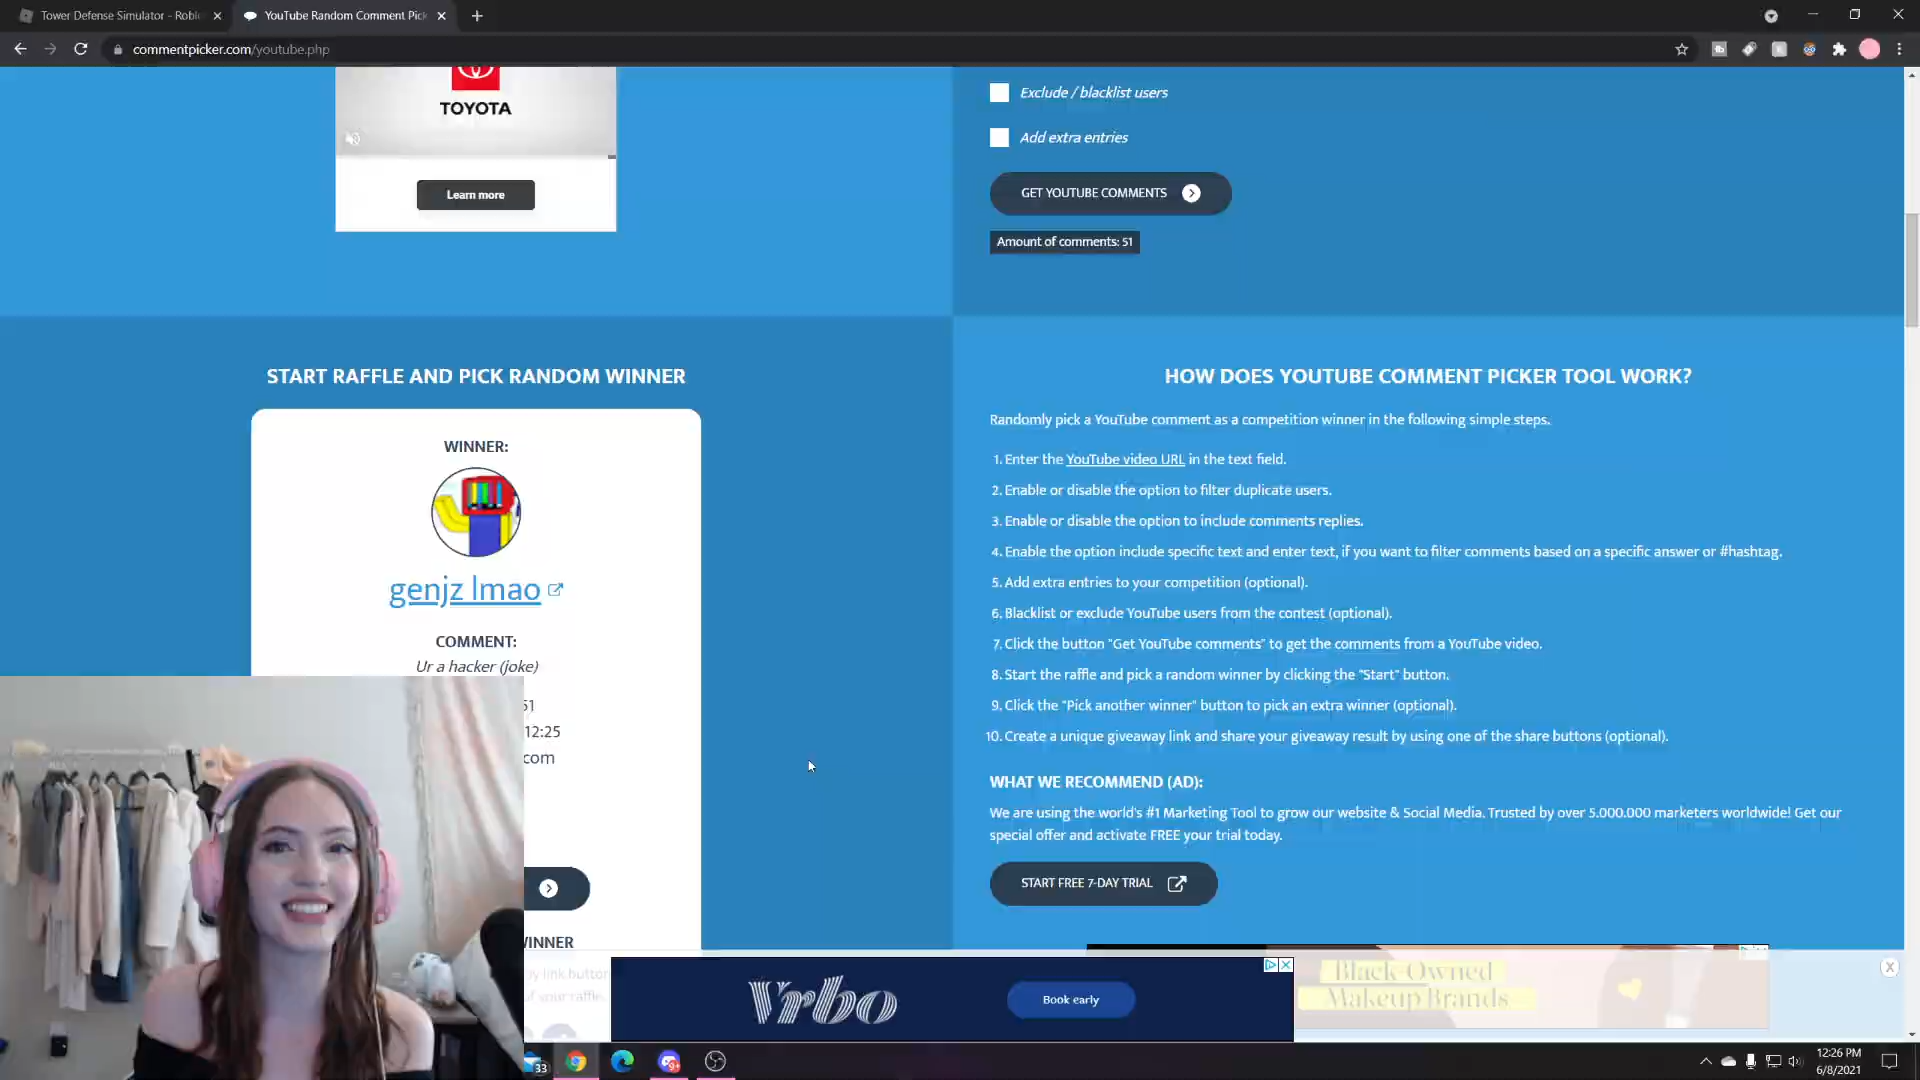 Tower Defense Simulator - Robl
YouTube Random Comment Pick
commentpicker.com/youtube.php
TOYOTA
Learn more
Exclude / blacklist users
Add extra entries
GET YOUTUBE COMMENTS
Amount of comments: 51
START RAFFLE AND PICK RANDOM WINNER
WINNER:
genjz lmao
COMMENT:
Ur a hacker (joke)
51
12:25
.com
WINNER
by link button
of your raffle.
HOW DOES YOUTUBE COMMENT PICKER TOOL WORK?
Randomly pick a YouTube comment as a competition winner in the following simple steps.
1. Enter the YouTube video URL in the text field.
2. Enable or disable the option to filter duplicate users.
3. Enable or disable the option to include comments replies.
4. Enable the option include specific text and enter text, if you want to filter comments based on a specific answer or #hashtag.
5. Add extra entries to your competition (optional).
6. Blacklist or exclude YouTube users from the contest (optional).
7. Click the button "Get YouTube comments" to get the comments from a YouTube video.
8. Start the raffle and pick a random winner by clicking the "Start" button.
9. Click the "Pick another winner" button to pick an extra winner (optional).
10. Create a unique giveaway link and share your giveaway result by using one of the share buttons (optional).
WHAT WE RECOMMEND (AD):
We are using the world's #1 Marketing Tool to grow our website & Social Media. Trusted by over 5.000.000 marketers worldwide! Get our
special offer and activate FREE your trial today.
START FREE 7-DAY TRIAL
Vrbo
Book early
Black-Owned
Makeup Brands
33
9+
12:26 PM
6/8/2021